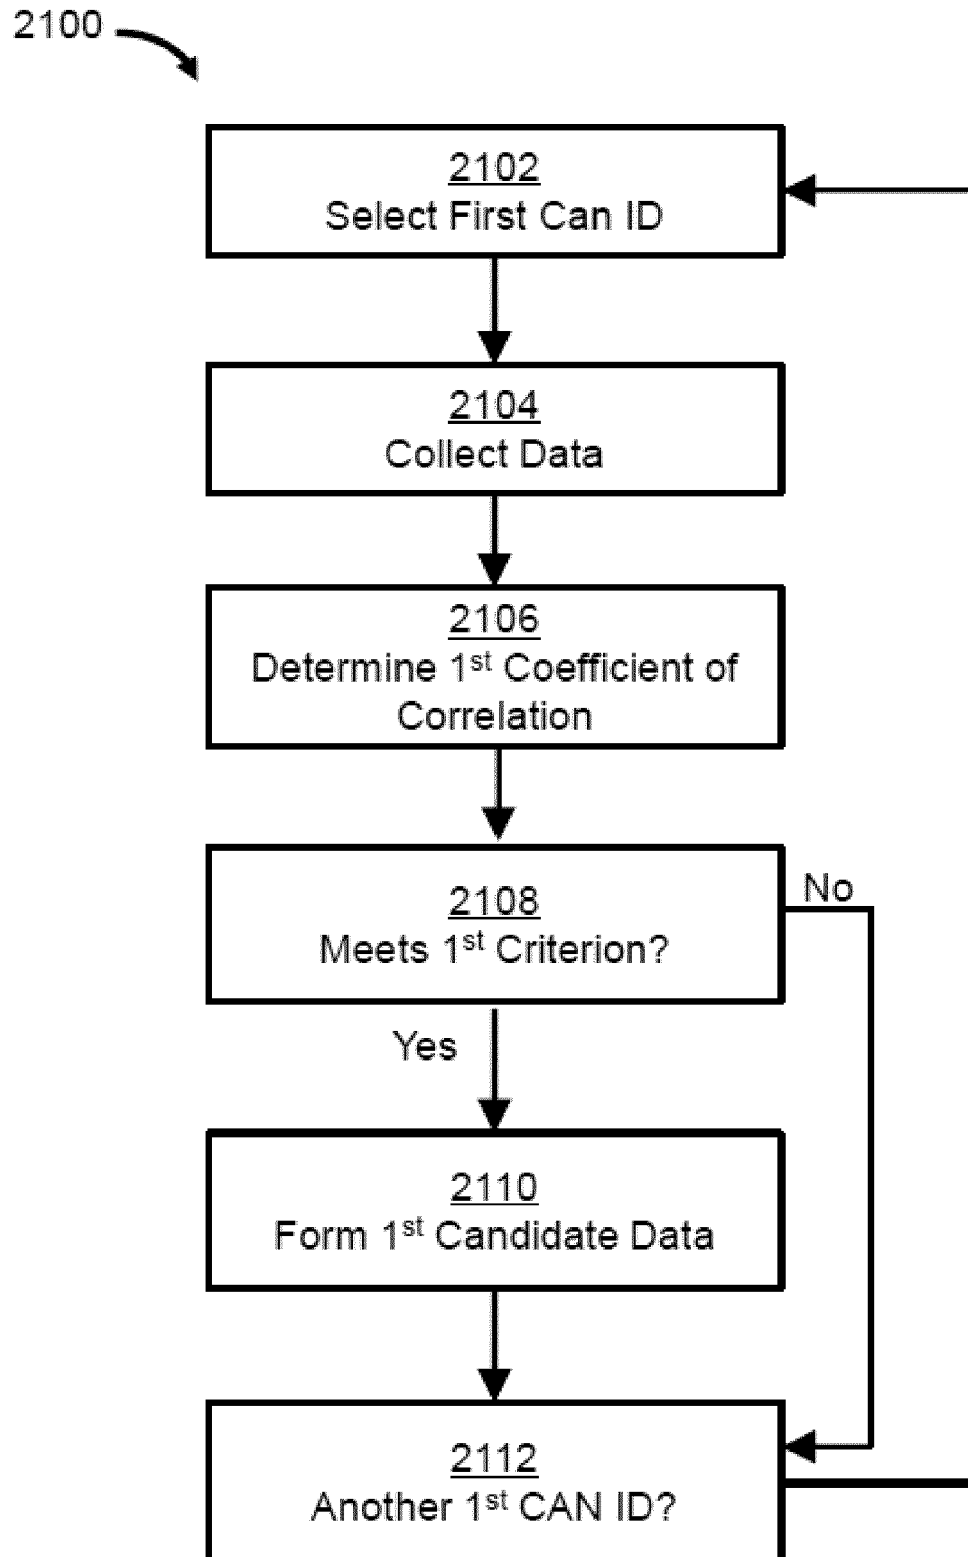 2100
2102
Select First Can ID
2104
Collect Data
2106
Determine 1st Coefficient of
Correlation
2108
Meets 1st Criterion?
No
Yes
2110
Form 1st Candidate Data
2112
Another 1st CAN ID?